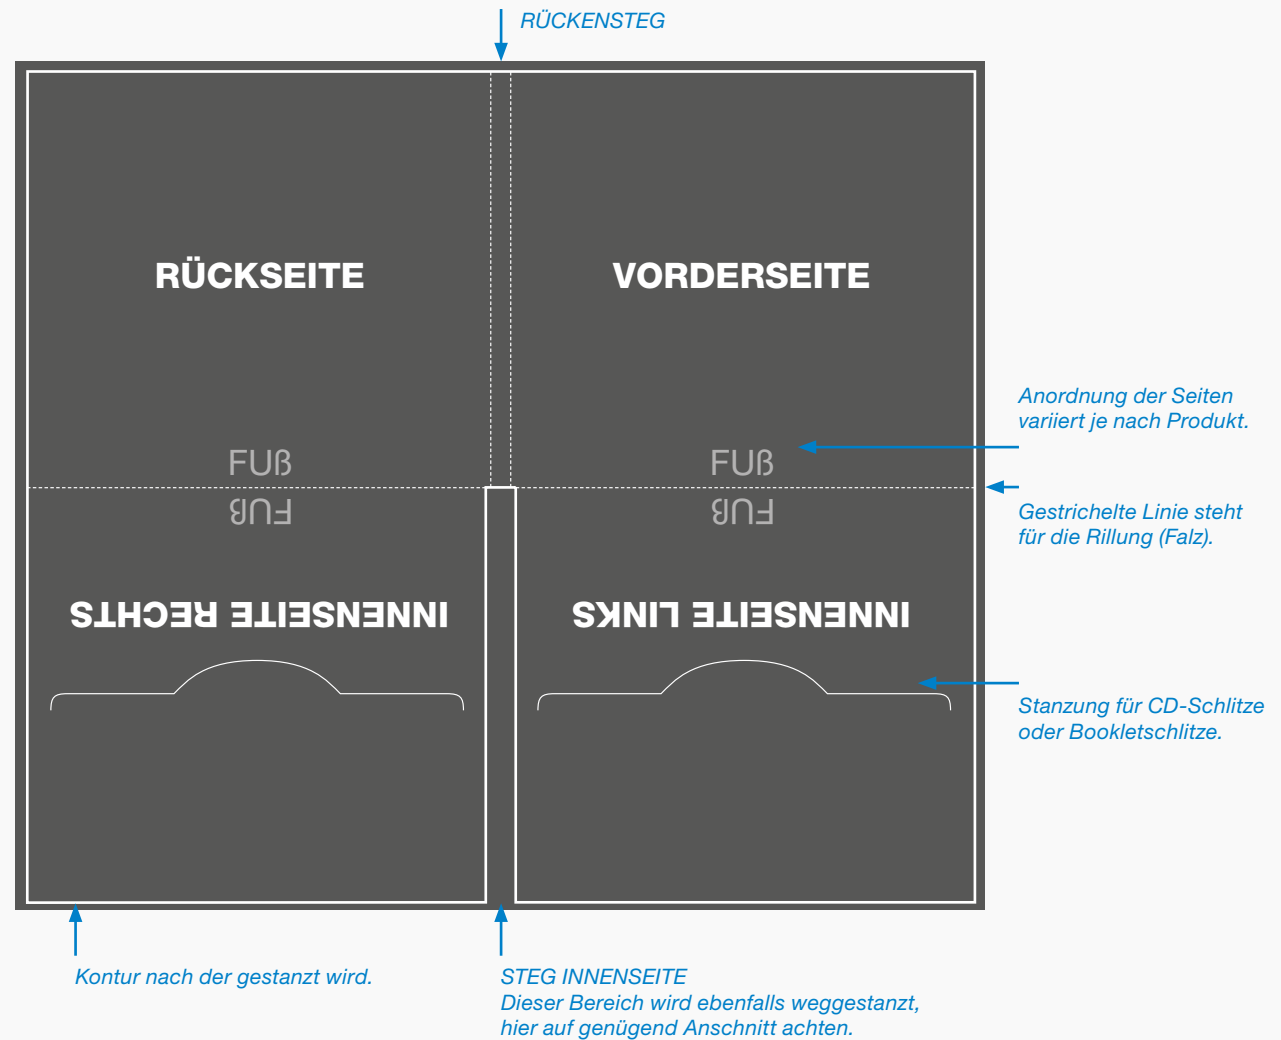 RÜCKENSTEG
RÜCKSEITE
VORDERSEITE
Anordnung der Seiten
variiert je nach Produkt.
FUß
FUß
FUß
FUß
Gestrichelte Linie steht
für die Rillung (Falz).
INNENSEITE RECHTS
INNENSEITE LINKS
Stanzung für CD-Schlitze
oder Bookletschlitze.
Kontur nach der gestanzt wird.
STEG INNENSEITE
Dieser Bereich wird ebenfalls weggestanzt,
hier auf genügend Anschnitt achten.